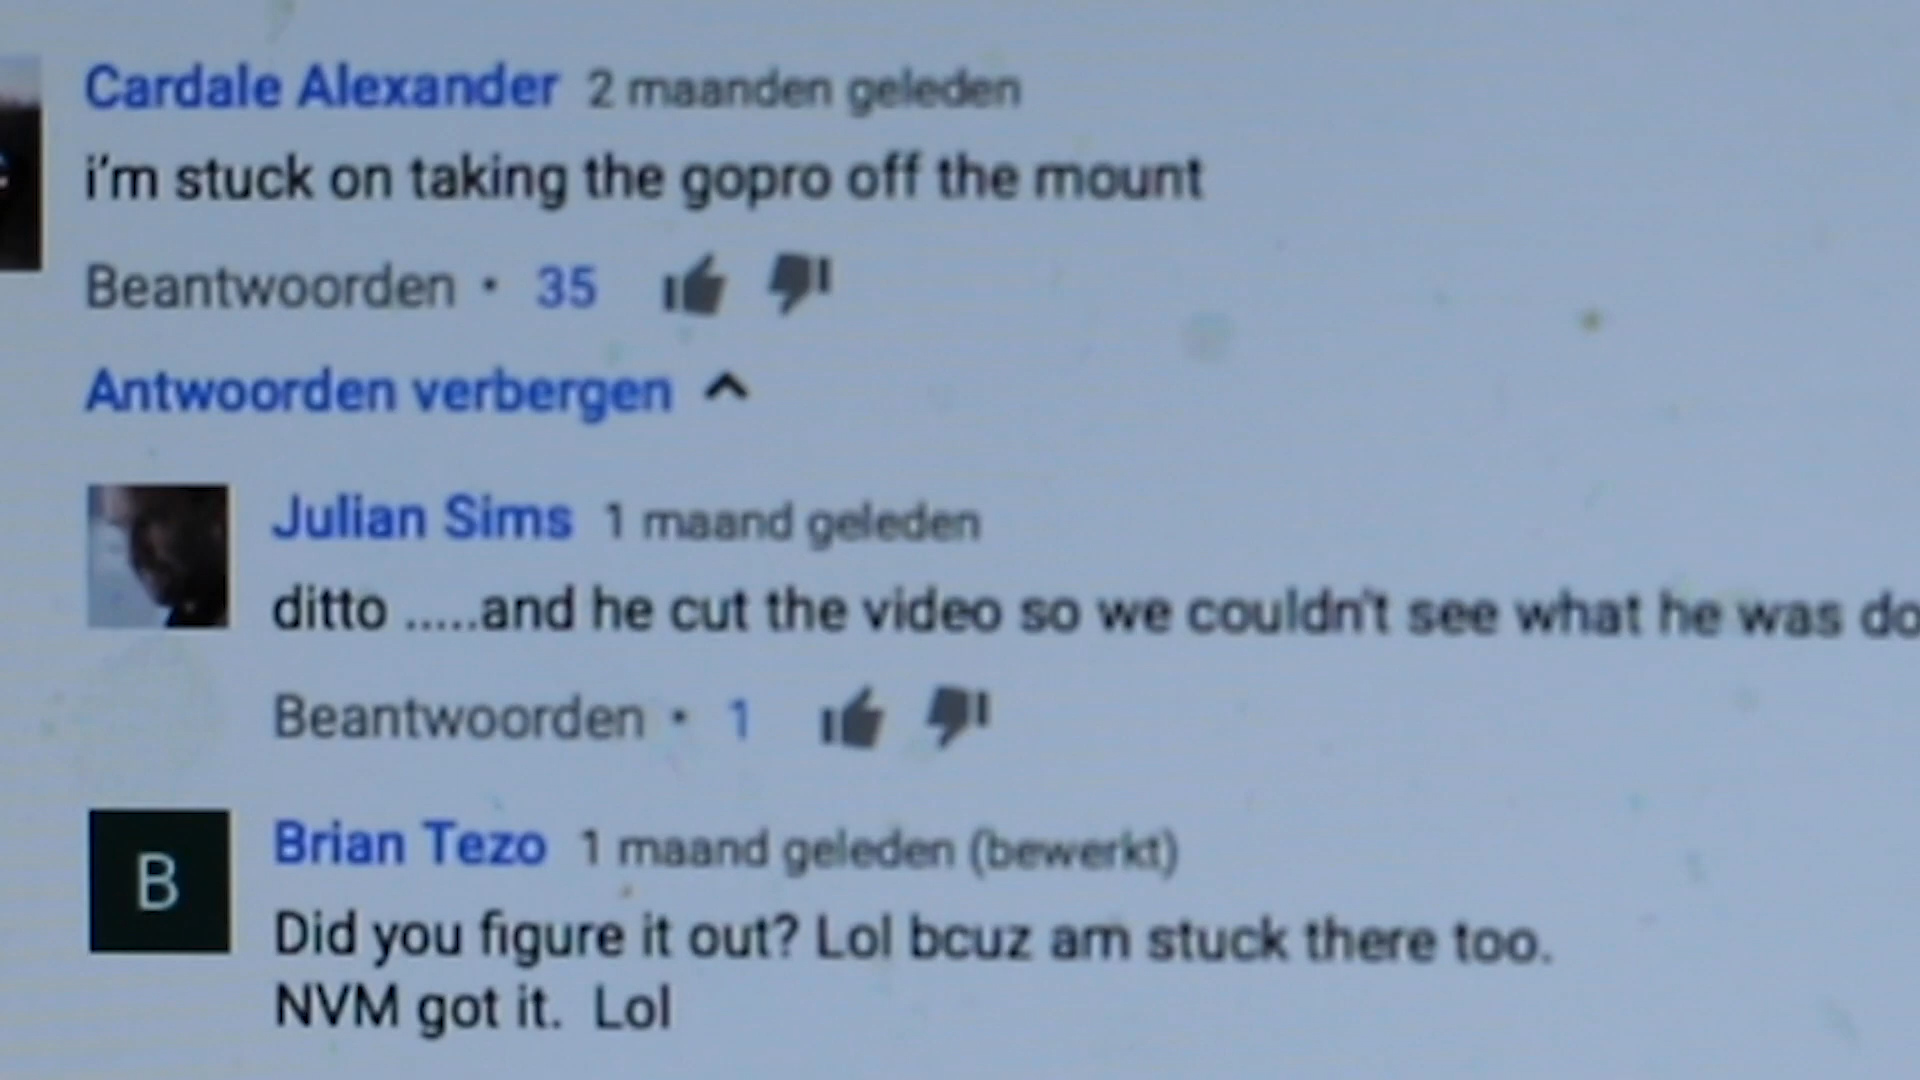 Cardale Alexander 2 maanden geleden
i'm stuck on taking the gopro off the mount
Beantwoorden • 35
Antwoorden verbergen
Julian Sims 1 maand geleden
ditto .....and he cut the video so we couldn't see what he was
Beantwoorden • 1
B
Brian Tezo 1 maand geleden (bewerkt)
Did you figure it out? Lol bcuz am stuck there too.
NVM got it. Lol